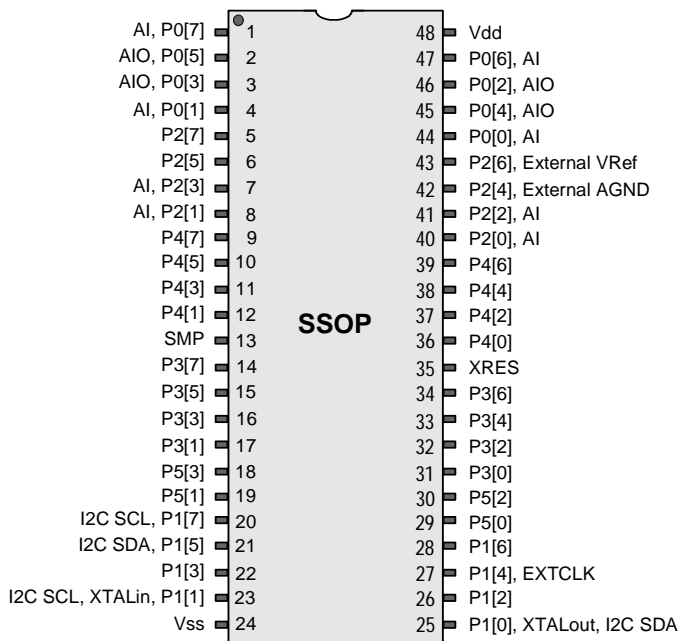 AI, P0[7] 1 48 Vdd
AIO, P0[5] 2 47 P0[6], AI
AIO, P0[3] 3 46 P0[2], AIO
AI, P0[1] 4 45 P0[4], AIO
P2[7] 5 44 P0[0], AI
P2[5] 6 43 P2[6], External VRef
AI, P2[3] 7 42 P2[4], External AGND
AI, P2[1] 8 41 P2[2], AI
P4[7] 9 40 P2[0], AI
P4[5] 10 39 P4[6]
P4[3] 11 38 P4[4]
P4[1] 12 37 P4[2]
SSOP
SMP 13 36 P4[0]
P3[7] 14 35 XRES
P3[5] 15 34 P3[6]
P3[3] 16 33 P3[4]
P3[1] 17 32 P3[2]
P5[3] 18 31 P3[0]
P5[1] 19 30 P5[2]
I2C SCL, P1[7] 20 29 P5[0]
I2C SDA, P1[5] 21 28 P1[6]
P1[3] 22 27 P1[4], EXTCLK
I2C SCL, XTALin, P1[1] 23 26 P1[2]
Vss 24 25 P1[0], XTALout, I2C SDA